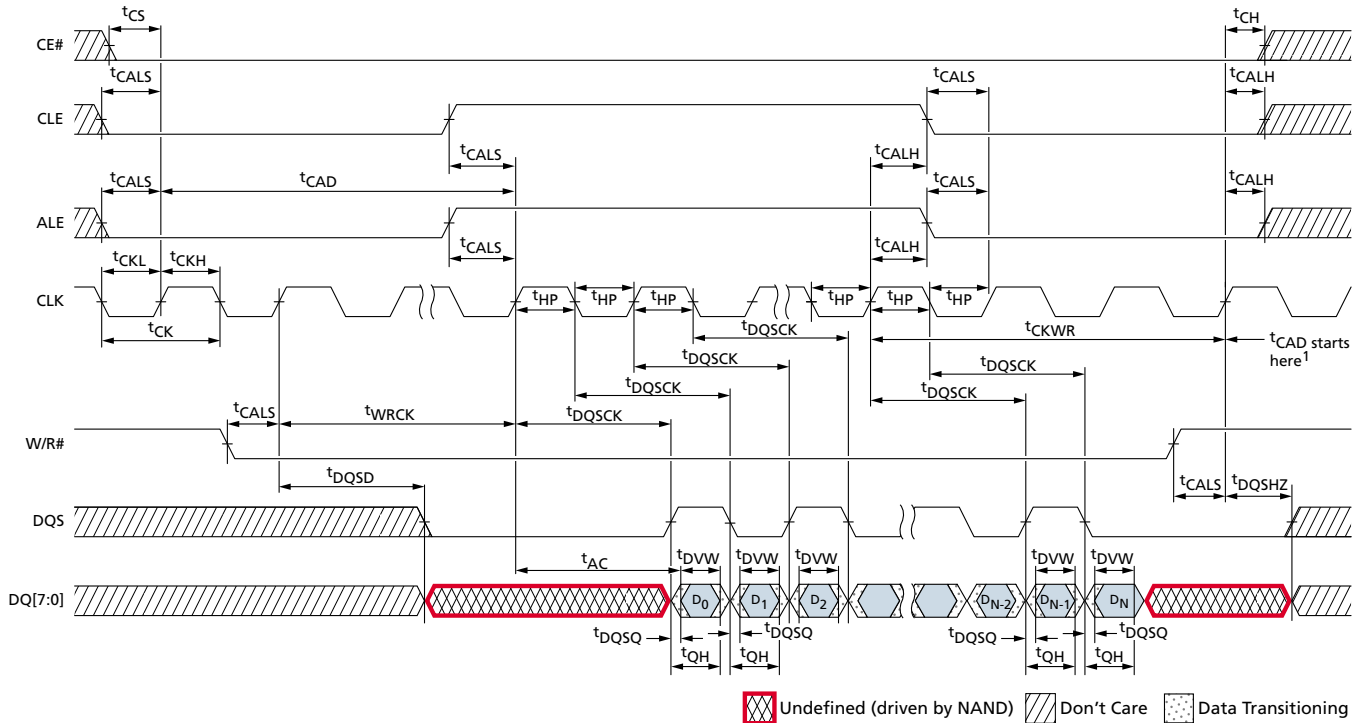 tCS tCH
CE#
tCALS tCALS tCALH
CLE
tCALS tCALH
tCALS tCAD tCALS tCALH
ALE
tCALS tCALH
tCKL tCKH
CLK tHP tHP tHP tHP tHP tHP
tCK tDQSCK tCKWR tCAD starts here1
tDQSCK
tDQSCK tDQSCK
tDQSCK
tCALS tWRCK tDQSCK
W/R#
tDQSD tCALS tDQSHZ
DQS
tAC tDVW tDVW tDVW tDVW tDVW
DQ[7:0] D0 D1 D2 DN-2 DN-1 DN
tDQSQ tDQSQ tDQSQ tDQSQ
tQH tQH tQH tQH
Undefined (driven by NAND) Don't Care Data Transitioning